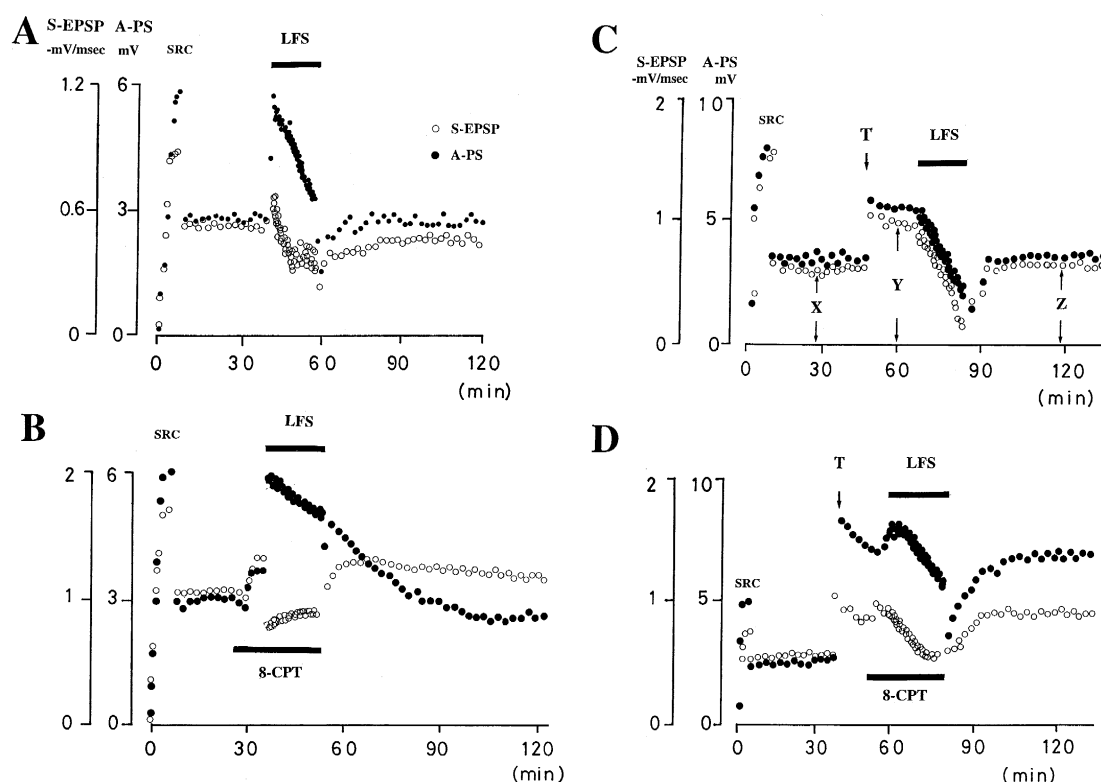 A
S-EPSP A-PS
-mV/msec mV
SRC
LFS
1.2
6
0.6
3
0
0
○ S-EPSP
● A-PS
0 30 60 90 120
(min)
B
SRC
LFS
2
6
1
3
0
0
8-CPT
0 30 60 90 120
(min)
C
S-EPSP A-PS
-mV/msec mV
SRC
T
LFS
2
10
1
5
0
0
X
Y
Z
0 30 60 90 120
(min)
D
T
LFS
SRC
2
10
1
5
0
0
8-CPT
0 30 60 90 120
(min)